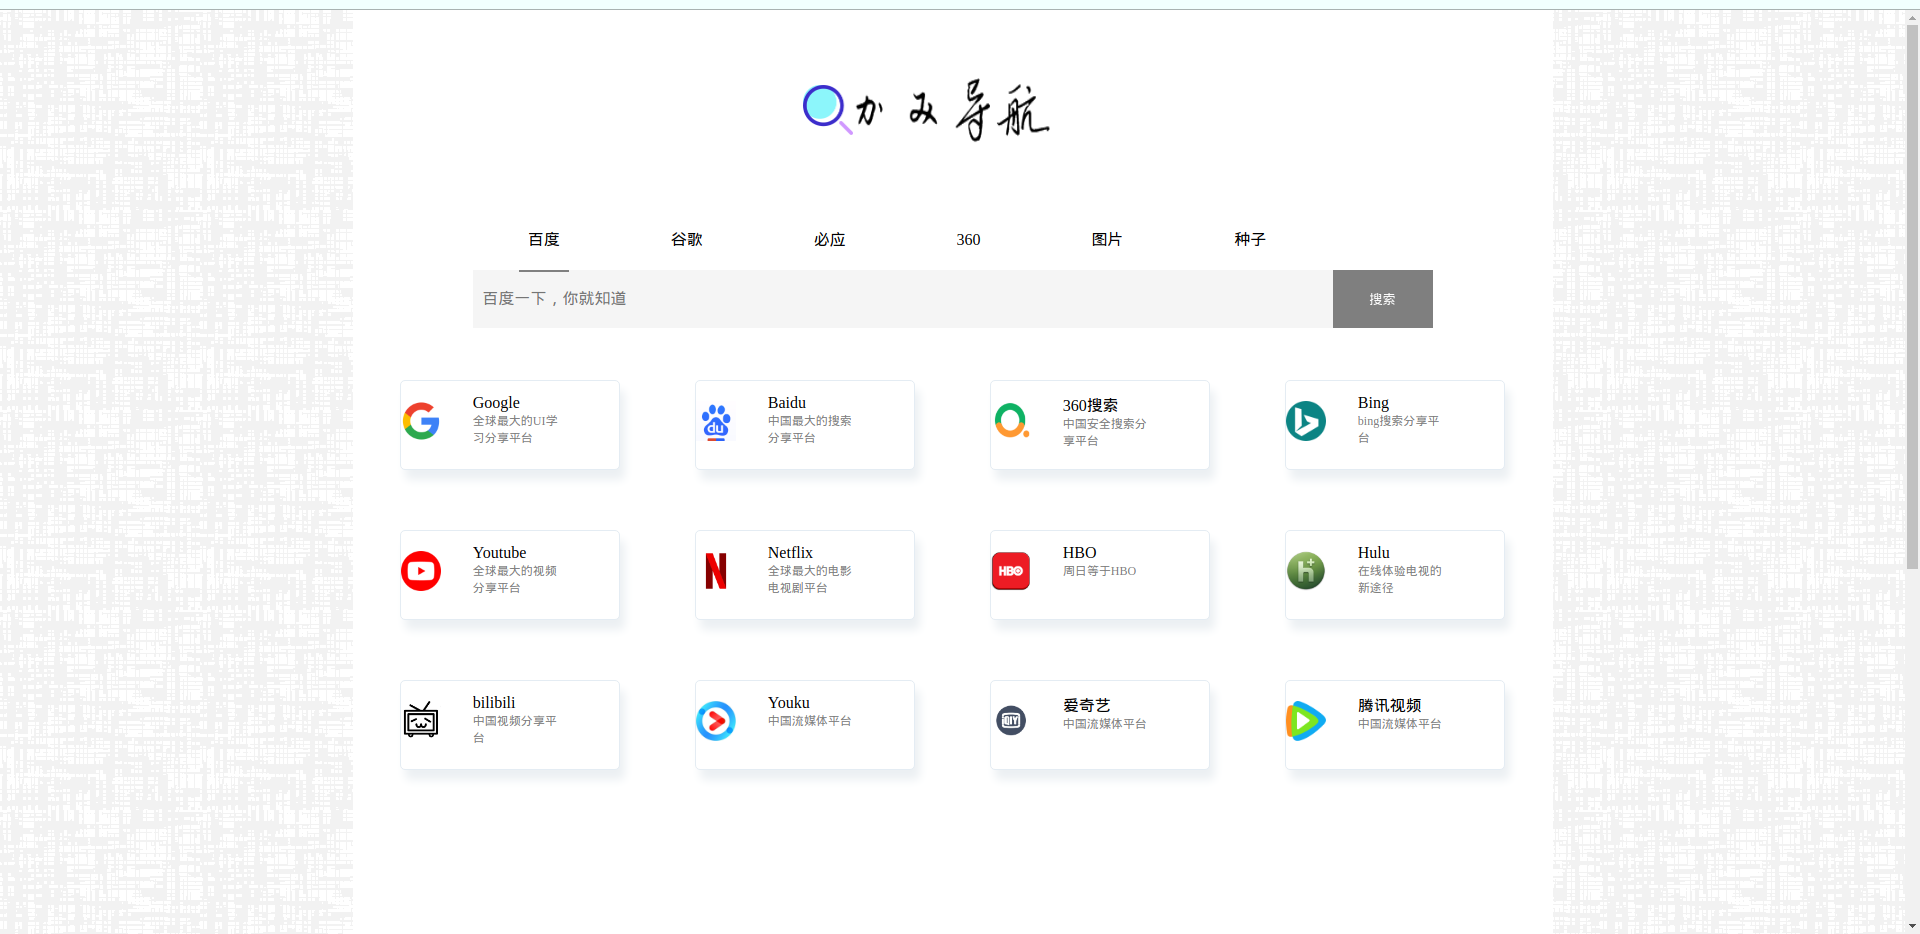 かみ导航
百度 谷歌 必应 360 图片 种子
百度一下，你就知道
搜索
Google
全球最大的UI学
习分享平台
du
Baidu
中国最大的搜索
分享平台
360搜索
中国安全搜索分
享平台
Bing
bing搜索分享平
台
Youtube
全球最大的视频
分享平台
Netflix
全球最大的电影
电视剧平台
HBO
HBO
周日等于HBO
h+
Hulu
在线体验电视的
新途径
bilibili
中国视频分享平
台
Youku
中国流媒体平台
iQIYI
爱奇艺
中国流媒体平台
腾讯视频
中国流媒体平台